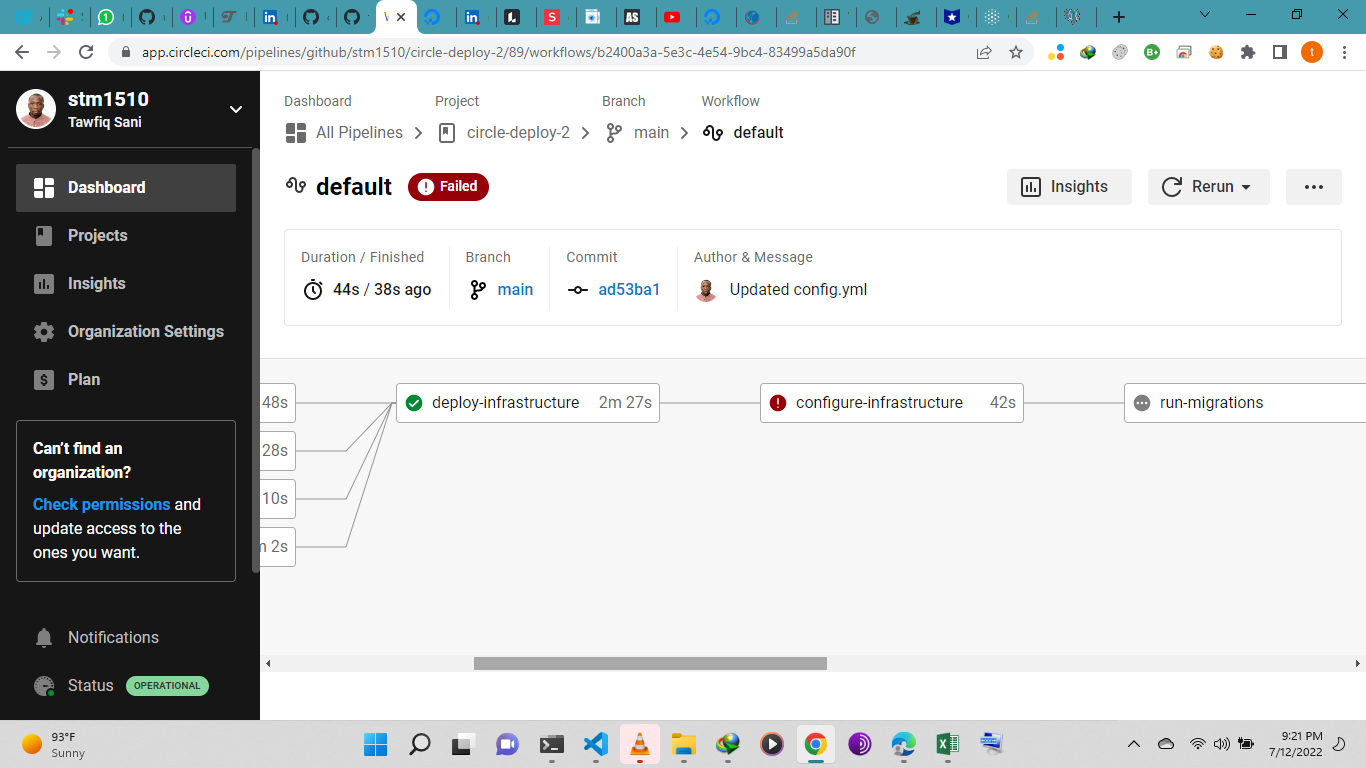 app.circleci.com/pipelines/github/stm1510/circle-deploy-2/89/workflows/b2400a3a-5e3c-4e54-9bc4-83499a5da90f
stm1510
Tawfiq Sani
Dashboard
Projects
Insights
Organization Settings
Plan
Can't find an
organization?
Check permissions and
update access to the
ones you want.
Notifications
Status OPERATIONAL
Dashboard Project Branch Workflow
All Pipelines circle-deploy-2 main default
default Failed
Insights Rerun
Duration / Finished Branch Commit Author & Message
44s / 38s ago main ad53ba1 Updated config.yml
48s deploy-infrastructure 2m 27s configure-infrastructure 42s run-migrations
28s
10s
m 2s
93°F
Sunny
9:21 PM
7/12/2022